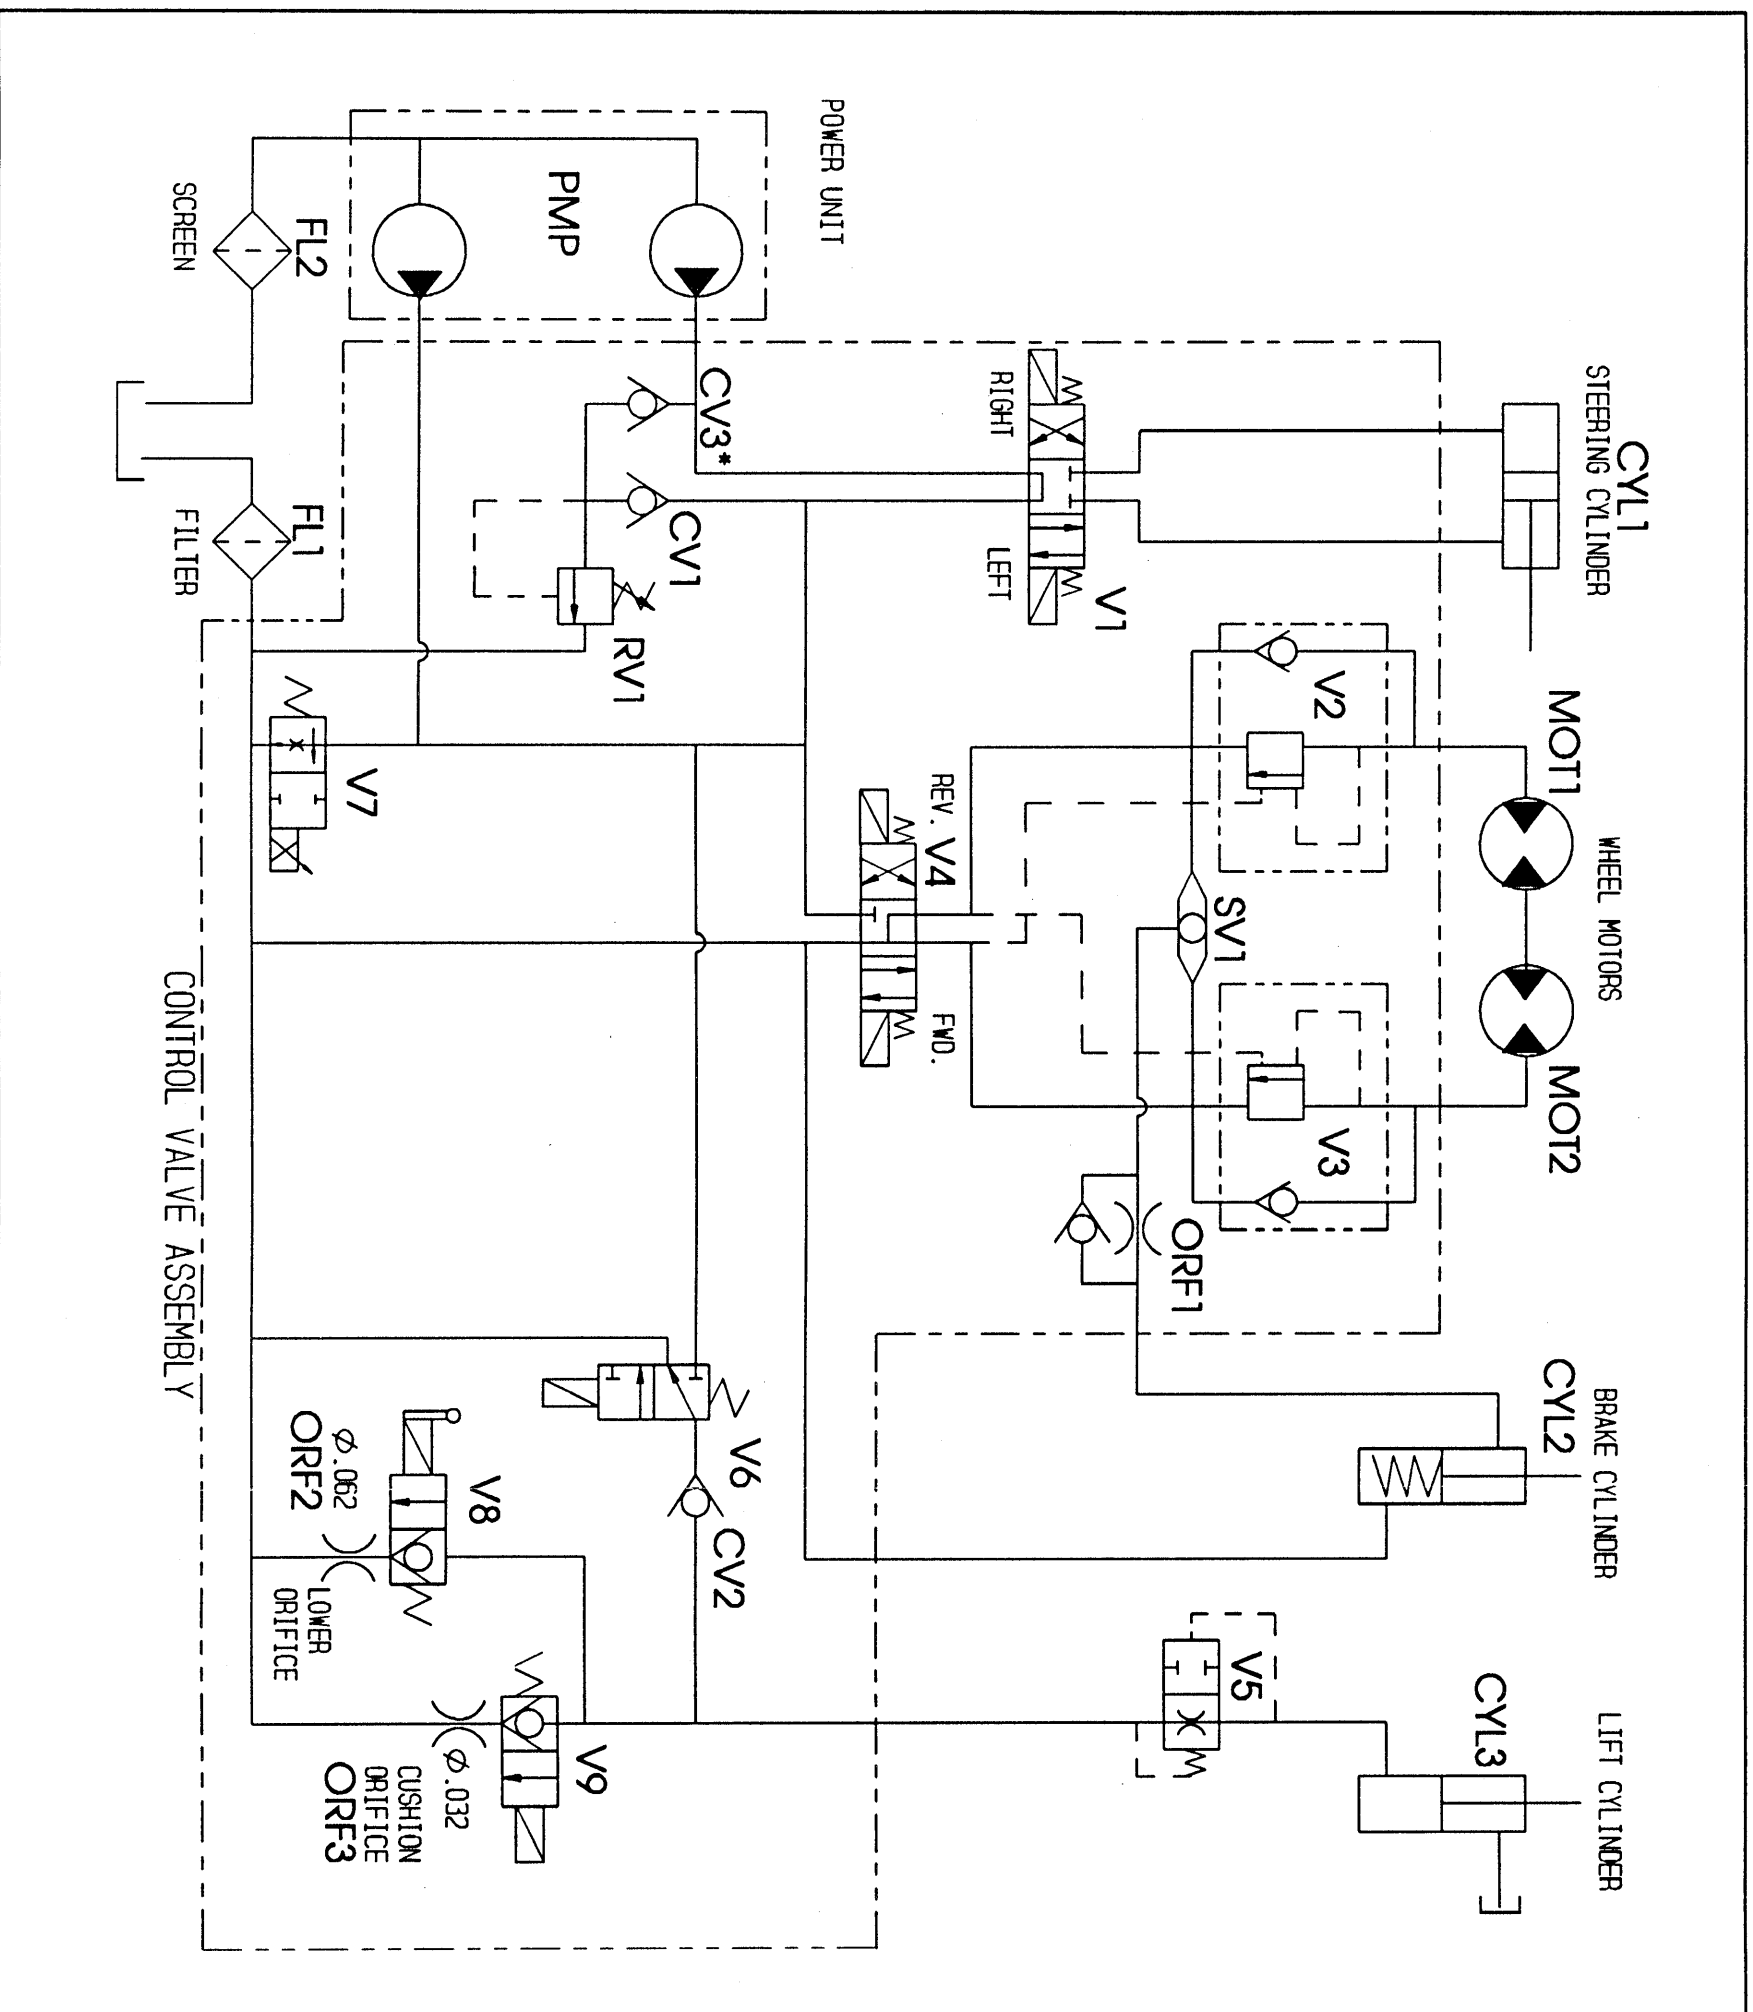 CYL1
STEERING CYLINDER
MOT1
WHEEL MOTORS
MOT2
CYL2
BRAKE CYLINDER
CYL3
LIFT CYLINDER
V2
V3
SV1
ORF1
V5
V1
RIGHT
LEFT
V4
REV.
FWD.
POWER UNIT
PMP
CV3*
CV1
RV1
V6
CV2
V7
V8
Ø.062
ORF2
LOWER
ORIFICE
V9
Ø.032
CUSHION
ORIFICE
ORF3
FL2
SCREEN
FL1
FILTER
CONTROL VALVE ASSEMBLY